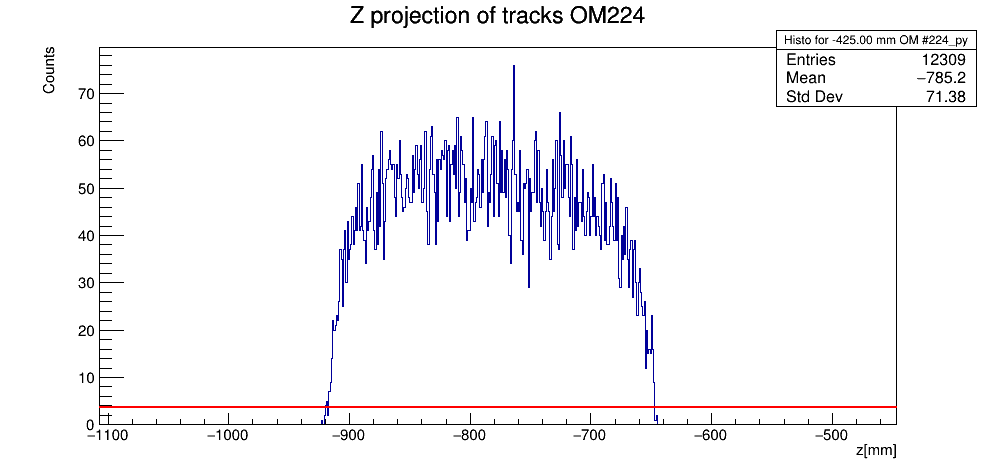 Z projection of tracks OM224
Histo for -425.00 mm OM #224_py
Entries 12309
Mean −785.2
Std Dev 71.38
Counts
70
60
50
40
30
20
10
0
−1100 −1000 −900 −800 −700 −600 −500
z[mm]